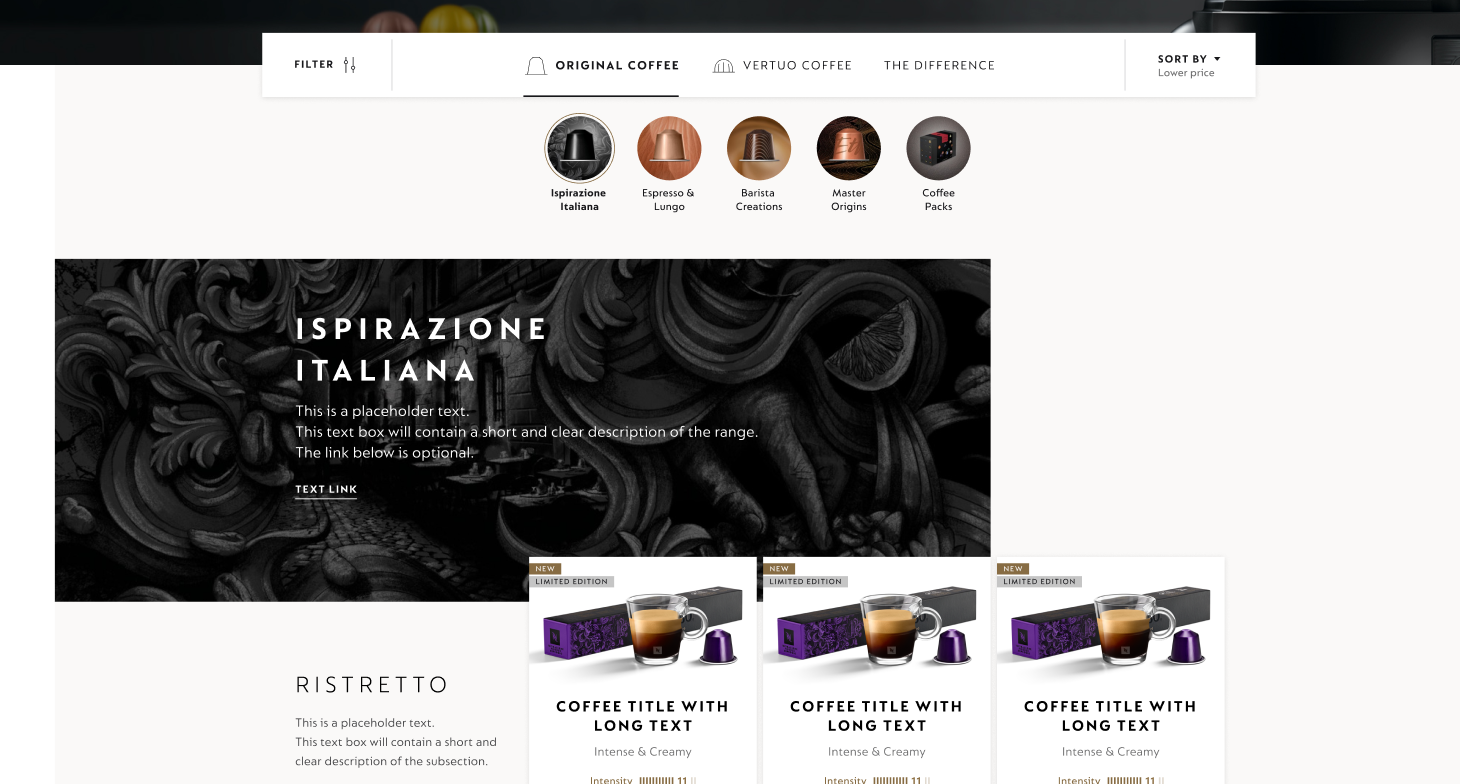 FILTER
ORIGINAL COFFEE
VERTUO COFFEE
THE DIFFERENCE
SORT BY
Lower price
Ispirazione
Italiana
Espresso &
Lungo
Barista
Creations
Master
Origins
Coffee
Packs
ISPIRAZIONE
ITALIANA
This is a placeholder text.
This text box will contain a short and clear description of the range.
The link below is optional.
TEXT LINK
RISTRETTO
This is a placeholder text.
This text box will contain a short and
clear description of the subsection.
NEW
LIMITED EDITION
COFFEE TITLE WITH
LONG TEXT
Intense & Creamy
Intensity 11
NEW
LIMITED EDITION
COFFEE TITLE WITH
LONG TEXT
Intense & Creamy
Intensity 11
NEW
LIMITED EDITION
COFFEE TITLE WITH
LONG TEXT
Intense & Creamy
Intensity 11